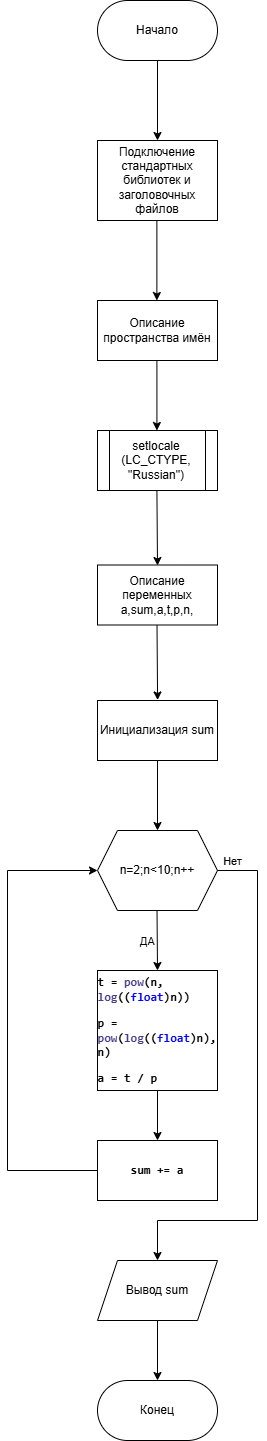 Начало
Подключение
стандартных
библиотек и
заголовочных
файлов
Описание
пространства имён
setlocale
(LC_CTYPE,
"Russian")
Описание
переменных
a,sum,a,t,p,n,
Инициализация sum
n=2;n<10;n++
Нет
ДА
t = pow(n,
log((float)n))
p =
pow(log((float)n),
n)
a = t / p
sum += a
Вывод sum
Конец